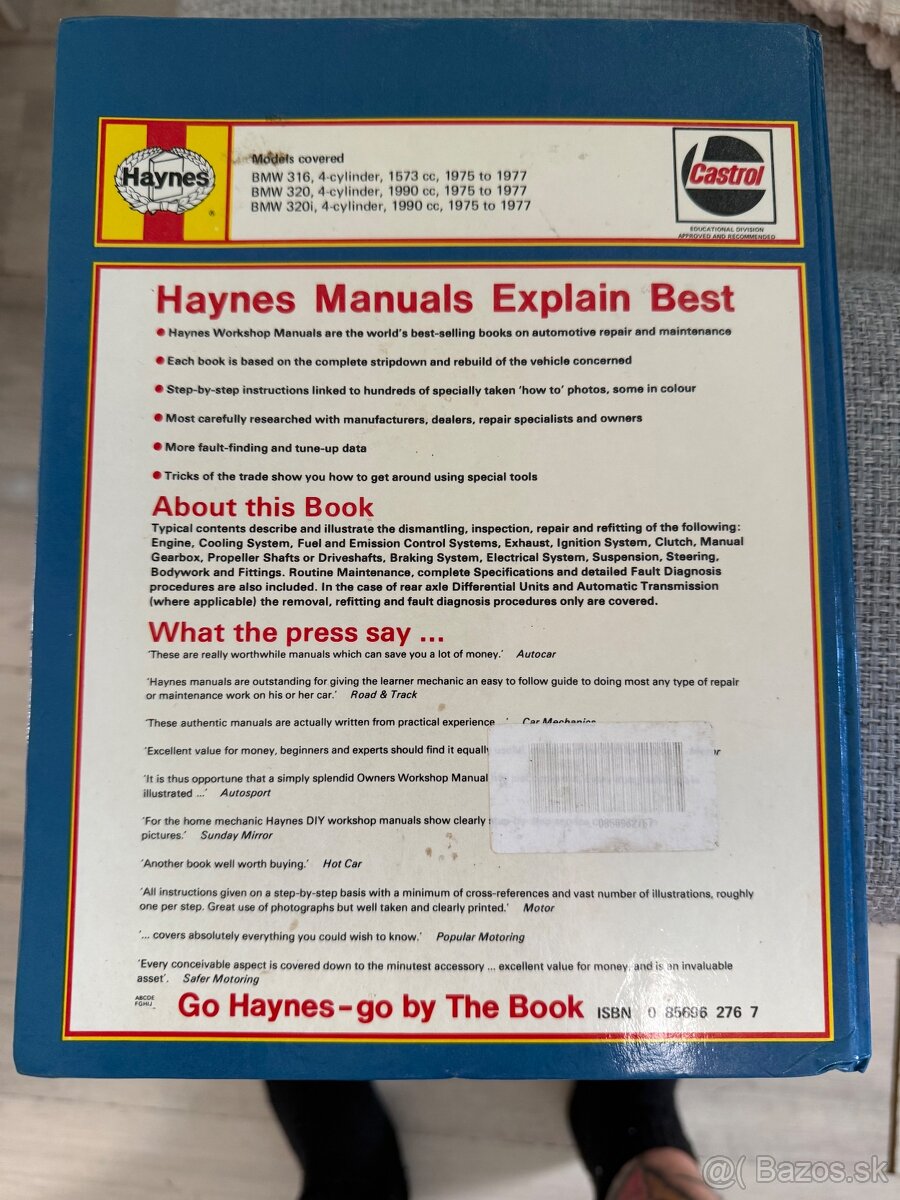 Haynes
®
Models covered
BMW 316, 4-cylinder, 1573 cc, 1975 to 1977
BMW 320, 4-cylinder, 1990 cc, 1975 to 1977
BMW 320i, 4-cylinder, 1990 cc, 1975 to 1977
Castrol
EDUCATIONAL DIVISION
APPROVED AND RECOMMENDED
Haynes Manuals Explain Best
● Haynes Workshop Manuals are the world's best-selling books on automotive repair and maintenance
● Each book is based on the complete stripdown and rebuild of the vehicle concerned
● Step-by-step instructions linked to hundreds of specially taken 'how to' photos, some in colour
● Most carefully researched with manufacturers, dealers, repair specialists and owners
● More fault-finding and tune-up data
● Tricks of the trade show you how to get around using special tools
About this Book
Typical contents describe and illustrate the dismantling, inspection, repair and refitting of the following:
Engine, Cooling System, Fuel and Emission Control Systems, Exhaust, Ignition System, Clutch, Manual
Gearbox, Propeller Shafts or Driveshafts, Braking System, Electrical System, Suspension, Steering,
Bodywork and Fittings. Routine Maintenance, complete Specifications and detailed Fault Diagnosis
procedures are also included. In the case of rear axle Differential Units and Automatic Transmission
(where applicable) the removal, refitting and fault diagnosis procedures only are covered.
What the press say ...
'These are really worthwhile manuals which can save you a lot of money.' Autocar
'Haynes manuals are outstanding for giving the learner mechanic an easy to follow guide to doing most any type of repair
or maintenance work on his or her car.' Road & Track
'These authentic manuals are actually written from practical experience ...' Car Mechanics
'Excellent value for money, beginners and experts should find it equally
'It is thus opportune that a simply splendid Owners Workshop Manual
illustrated ...' Autosport
'For the home mechanic Haynes DIY workshop manuals show clearly
pictures.' Sunday Mirror
0856962767
'Another book well worth buying.' Hot Car
'All instructions given on a step-by-step basis with a minimum of cross-references and vast number of illustrations, roughly
one per step. Great use of photographs but well taken and clearly printed.' Motor
'... covers absolutely everything you could wish to know.' Popular Motoring
'Every conceivable aspect is covered down to the minutest accessory ... excellent value for money, and is an invaluable
asset'. Safer Motoring
ABCDE
FGHIJ
Go Haynes–go by The Book ISBN 0 85696 276 7
@( Bazos.sk